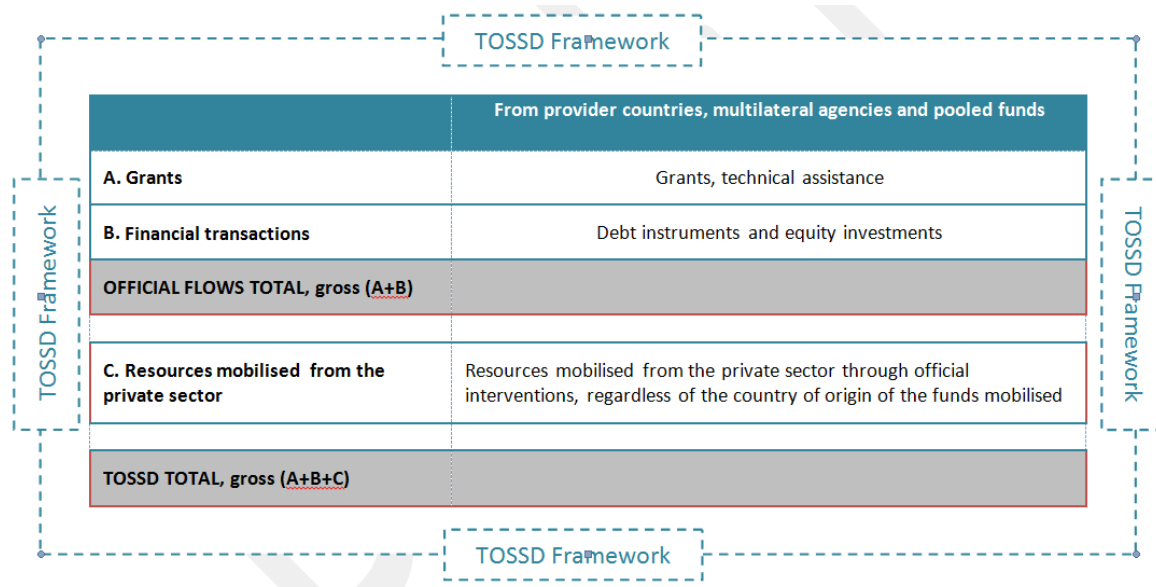 TOSSD Framework
From provider countries, multilateral agencies and pooled funds
A. Grants
Grants, technical assistance
B. Financial transactions
Debt instruments and equity investments
OFFICIAL FLOWS TOTAL, gross (A+B)
C. Resources mobilised from the
private sector
Resources mobilised from the private sector through official
interventions, regardless of the country of origin of the funds mobilised
TOSSD TOTAL, gross (A+B+C)
TOSSD Framework
TOSSD Framework
TOSSD Framework